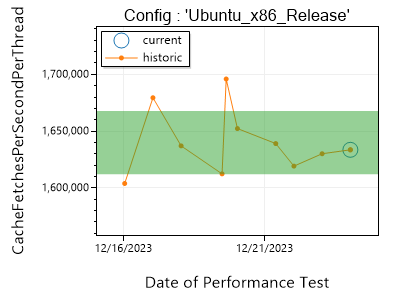 Config : 'Ubuntu_x86_Release'
current
historic
CacheFetchesPerSecondPerThread
1,700,000
1,650,000
1,600,000
12/16/2023
12/21/2023
Date of Performance Test